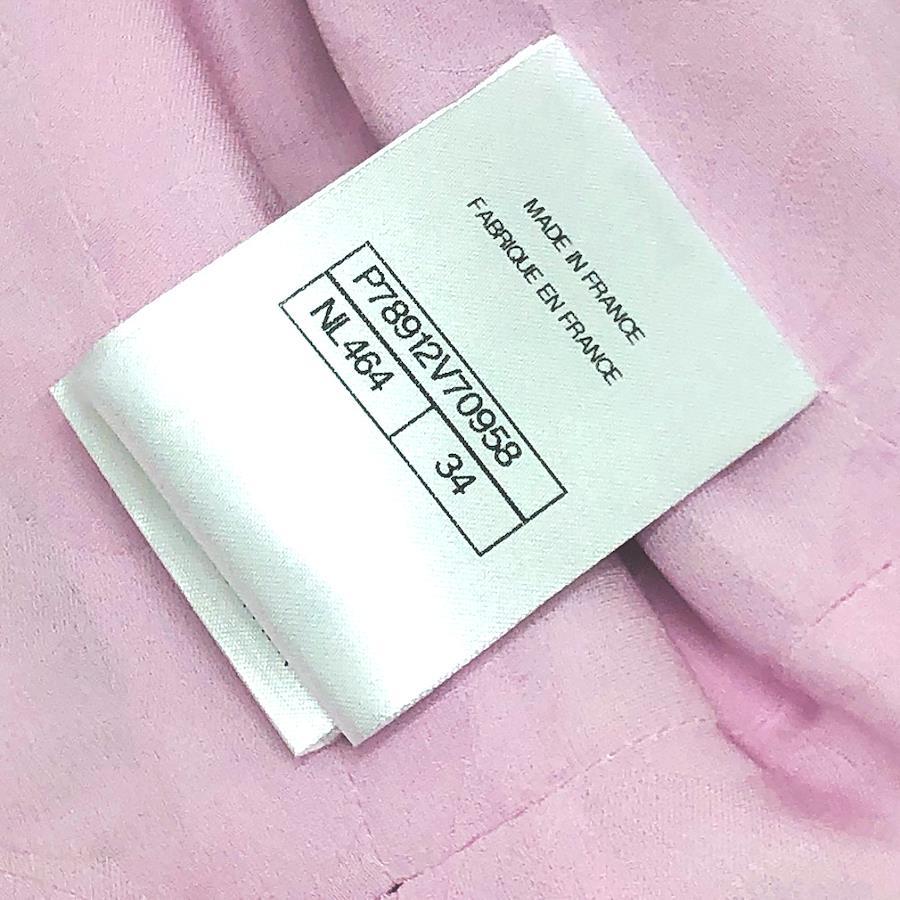 MADE IN FRANCE
FABRIQUE EN FRANCE
P78912V70958
NL464 34